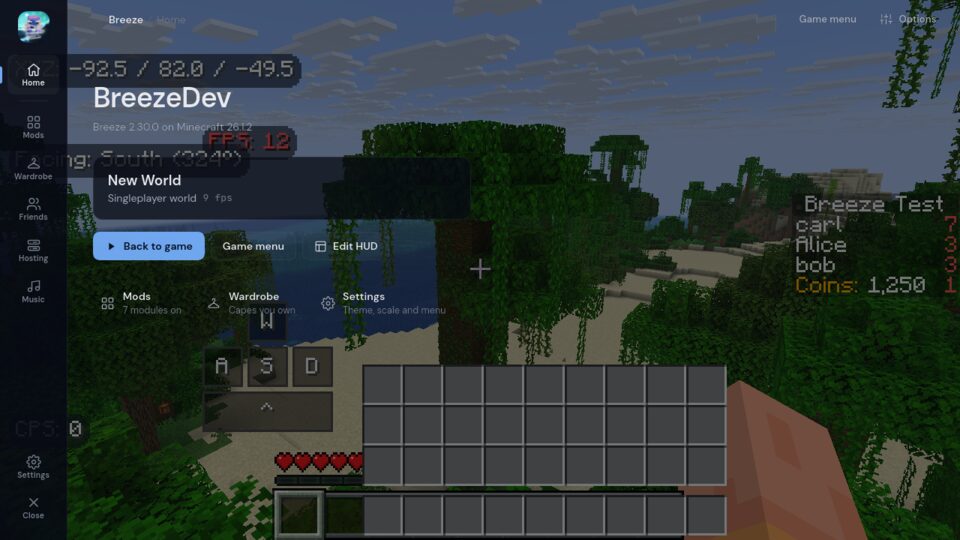 Breeze / Home
Game menu
Options
XYZ: -92.5 / 82.0 / -49.5
Home
BreezeDev
Breeze 2.30.0 on Minecraft 26.1.2
FPS: 12
Mods
Facing: South (324°)
Wardrobe
New World
Singleplayer world 9 fps
Friends
Breeze Test
carl 7
Alice 3
bob 3
Coins: 1,250 1
Back to game
Game menu
Edit HUD
Hosting
Music
Mods
7 modules on
Wardrobe
Capes you own
Settings
Theme, scale and menu
W
A S D
^
CPS: 0
Settings
Close